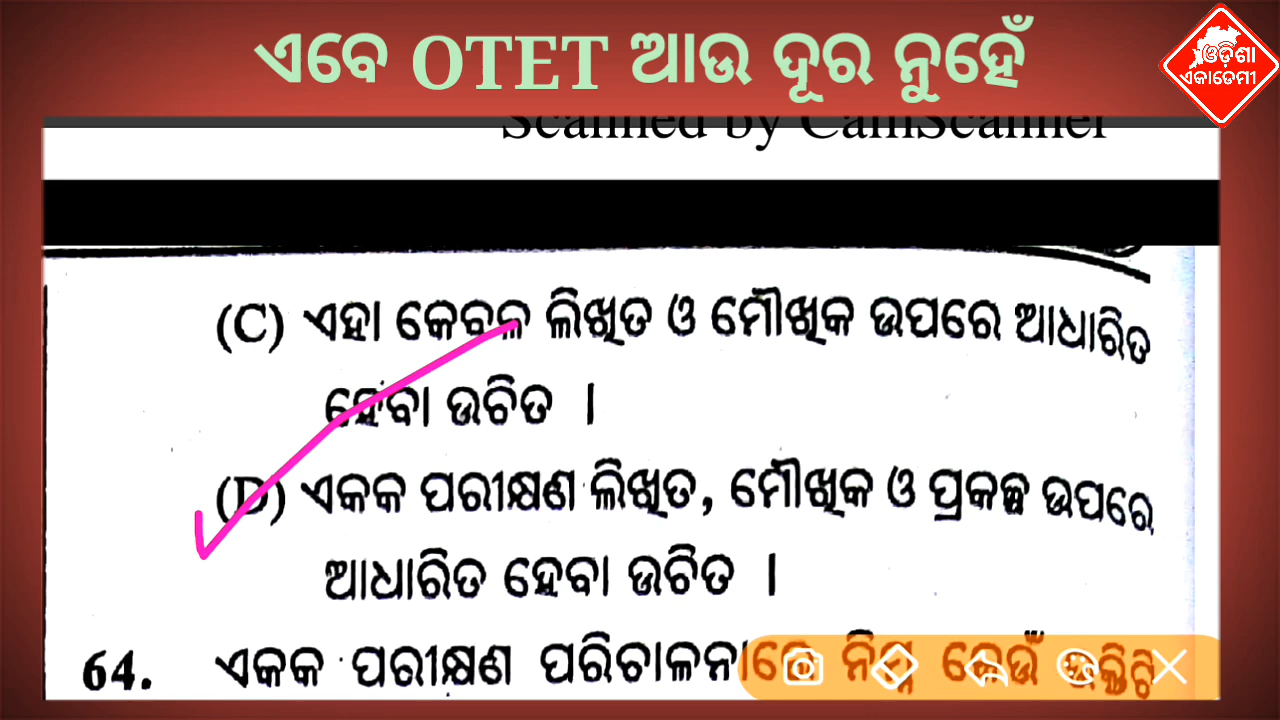 ଏବେ OTET ଆଉ ଦୂର ନୁହେଁ
ଓଡ଼ିଶା
ଏକାଡେମୀ
Scanned by CamScanner
(C) ଏହା କେବଳ ଲିଖିତ ଓ ମୌଖିକ ଉପରେ ଆଧାରିତ
ହେବା ଉଚିତ ।
(D) ଏକକ ପରୀକ୍ଷଣ ଲିଖିତ, ମୌଖିକ ଓ ପ୍ରକଳ୍ପ ଉପରେ
ଆଧାରିତ ହେବା ଉଚିତ ।
64. ଏକକ ପରୀକ୍ଷଣ ପରିଚାଳନାରେ ନିମ୍ନ କେଉଁ